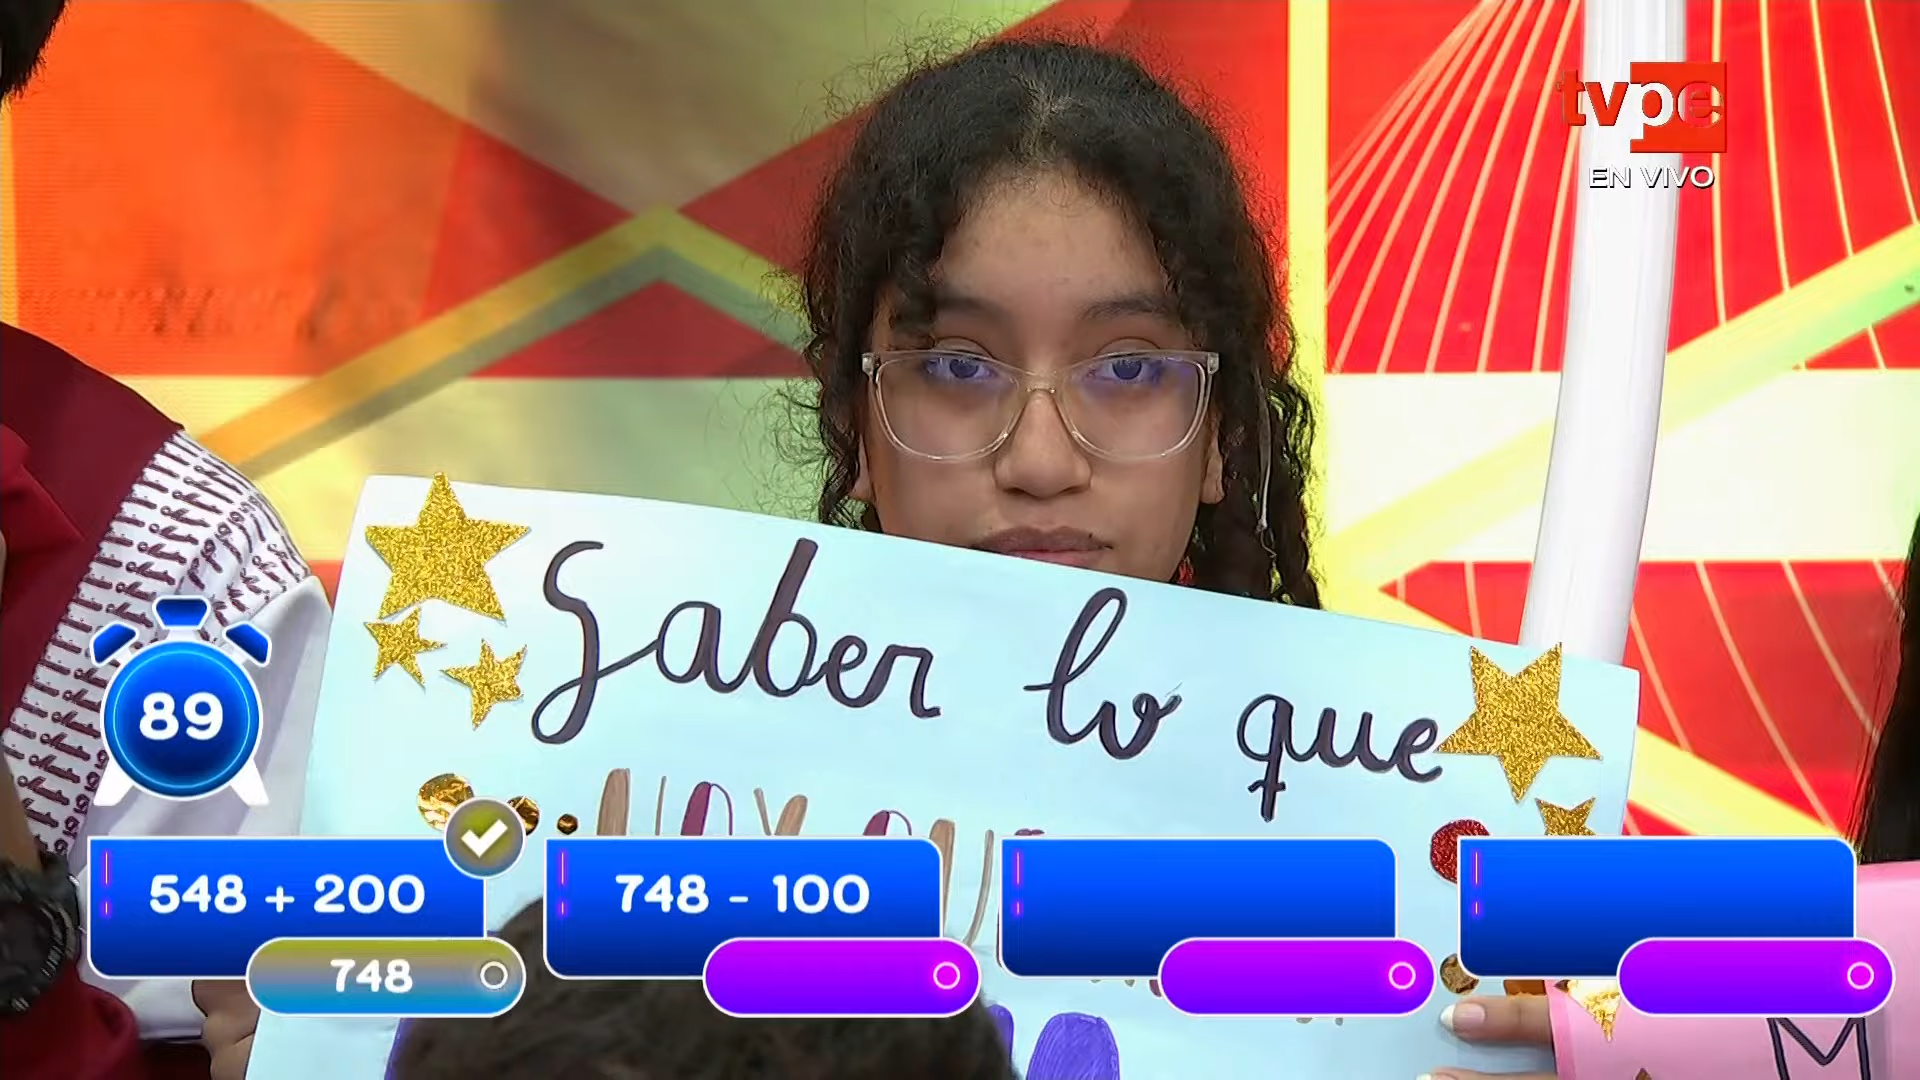 tvpe
EN VIVO
Saber lo que
89
548 + 200
748
748 - 100
M